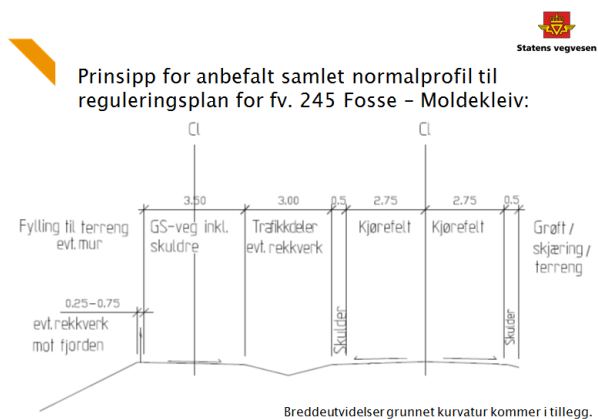 Statens vegvesen
Prinsipp for anbefalt samlet normalprofil til
reguleringsplan for fv. 245 Fosse – Moldekleiv:
Cl
Cl
3.50
3.00
0.5
2.75
2.75
0.5
Fylling til terreng
evt. mur
GS-veg inkl.
skuldre
Trafikkdeler
evt. rekkverk
Kjørefelt
Kjørefelt
Grøft/
skjæring/
terreng
0.25-0.75
evt. rekkverk
mot fjorden
Skulder
Skulder
Breddeutvidelser grunnet kurvatur kommer i tillegg.